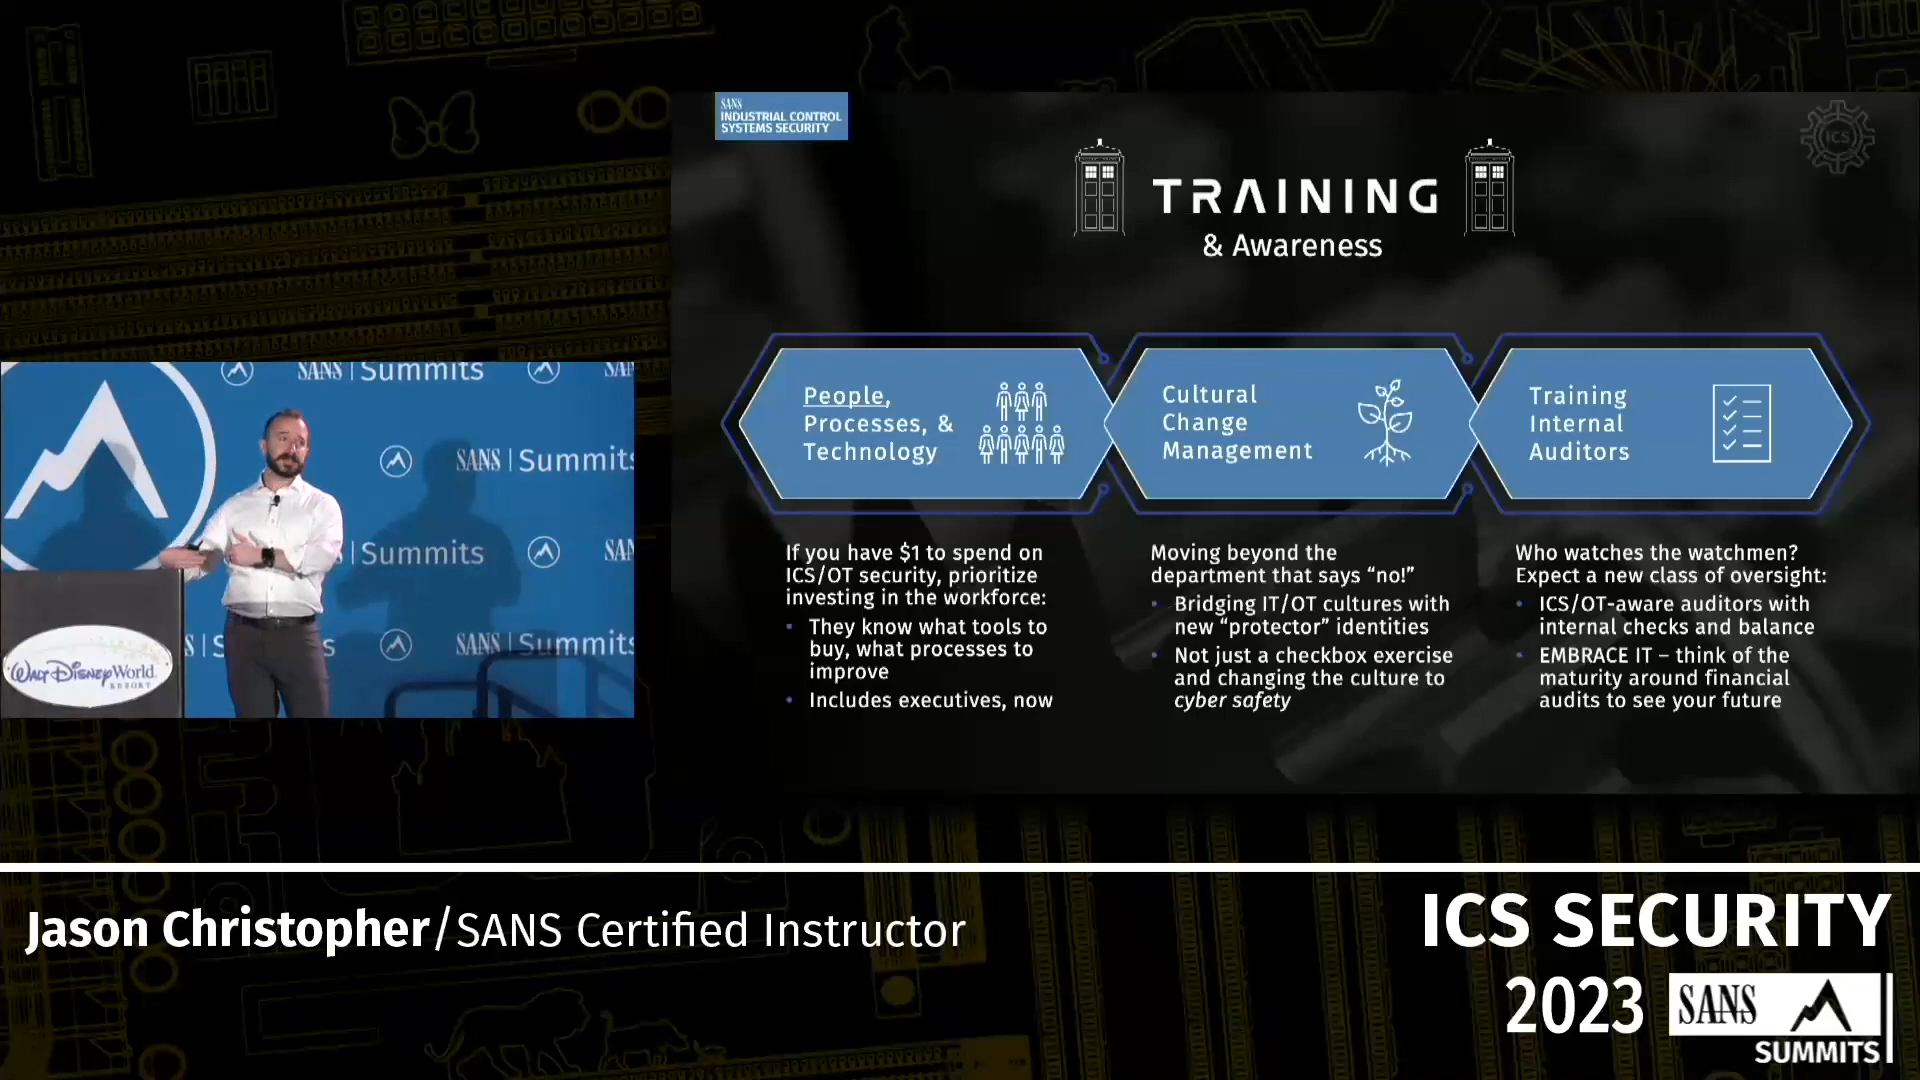 SANS
INDUSTRIAL CONTROL
SYSTEMS SECURITY
ICS
TRAINING
& Awareness
People,
Processes, &
Technology
Cultural
Change
Management
Training
Internal
Auditors
If you have $1 to spend on
ICS/OT security, prioritize
investing in the workforce:
• They know what tools to
buy, what processes to
improve
• Includes executives, now
Moving beyond the
department that says “no!”
• Bridging IT/OT cultures with
new “protector” identities
• Not just a checkbox exercise
and changing the culture to
cyber safety
Who watches the watchmen?
Expect a new class of oversight:
• ICS/OT-aware auditors with
internal checks and balance
• EMBRACE IT – think of the
maturity around financial
audits to see your future
SANS | Summits
SANS | Summits
| Summits
SANS | Summits
Walt Disney World
RESORT
Jason Christopher/SANS Certified Instructor
ICS SECURITY
2023
SANS
SUMMITS